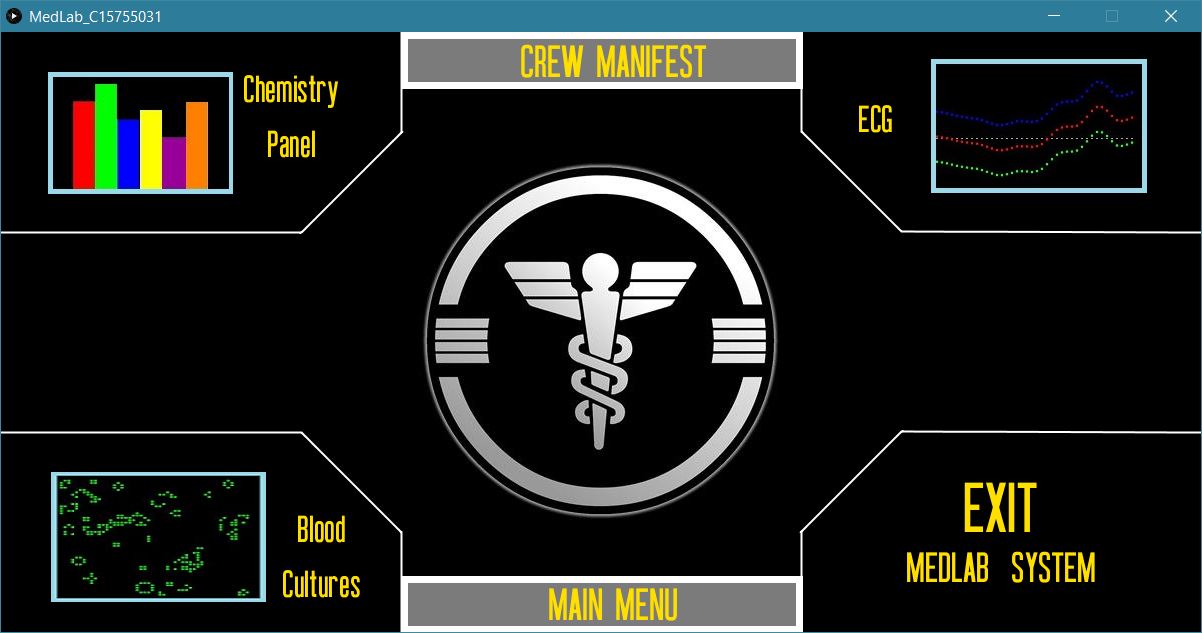 MedLab_C15755031
CREW MANIFEST
Chemistry
Panel
ECG
Blood
Cultures
EXIT
MEDLAB SYSTEM
MAIN MENU